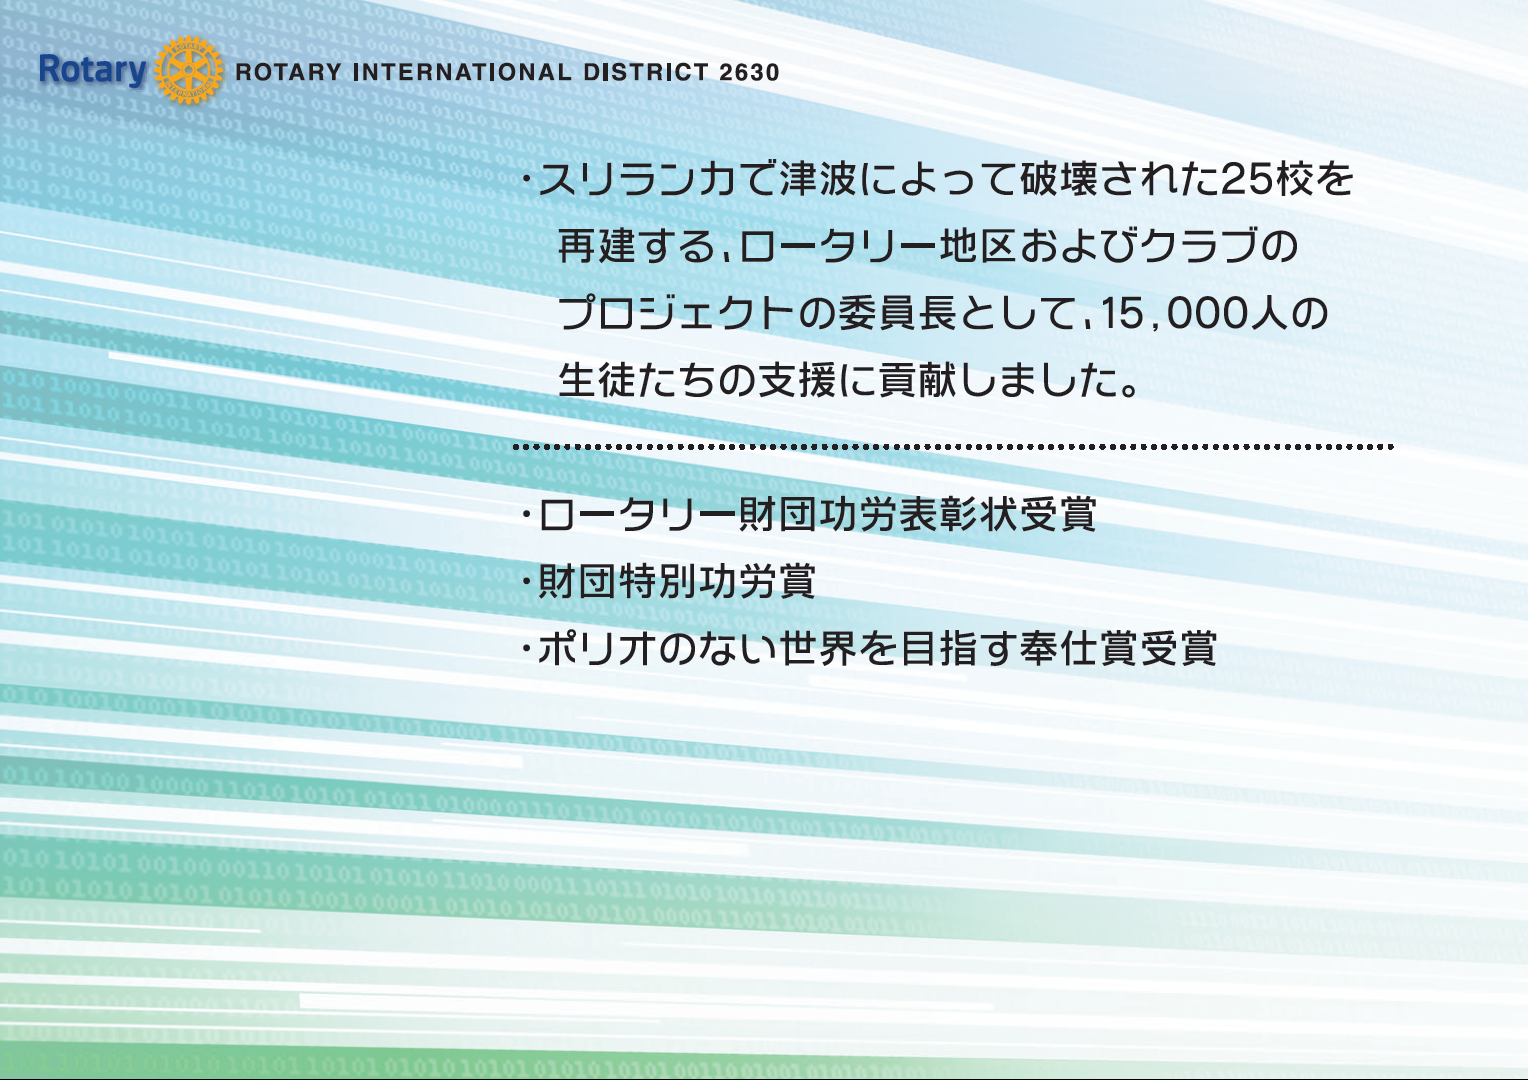 Rotary ROTARY INTERNATIONAL DISTRICT 2630
・スリランカで津波によって破壊された25校を
再建する、ロータリー地区およびクラブの
プロジェクトの委員長として、15,000人の
生徒たちの支援に貢献しました。
・ロータリー財団功労表彰状受賞
・財団特別功労賞
・ポリオのない世界を目指す奉仕賞受賞